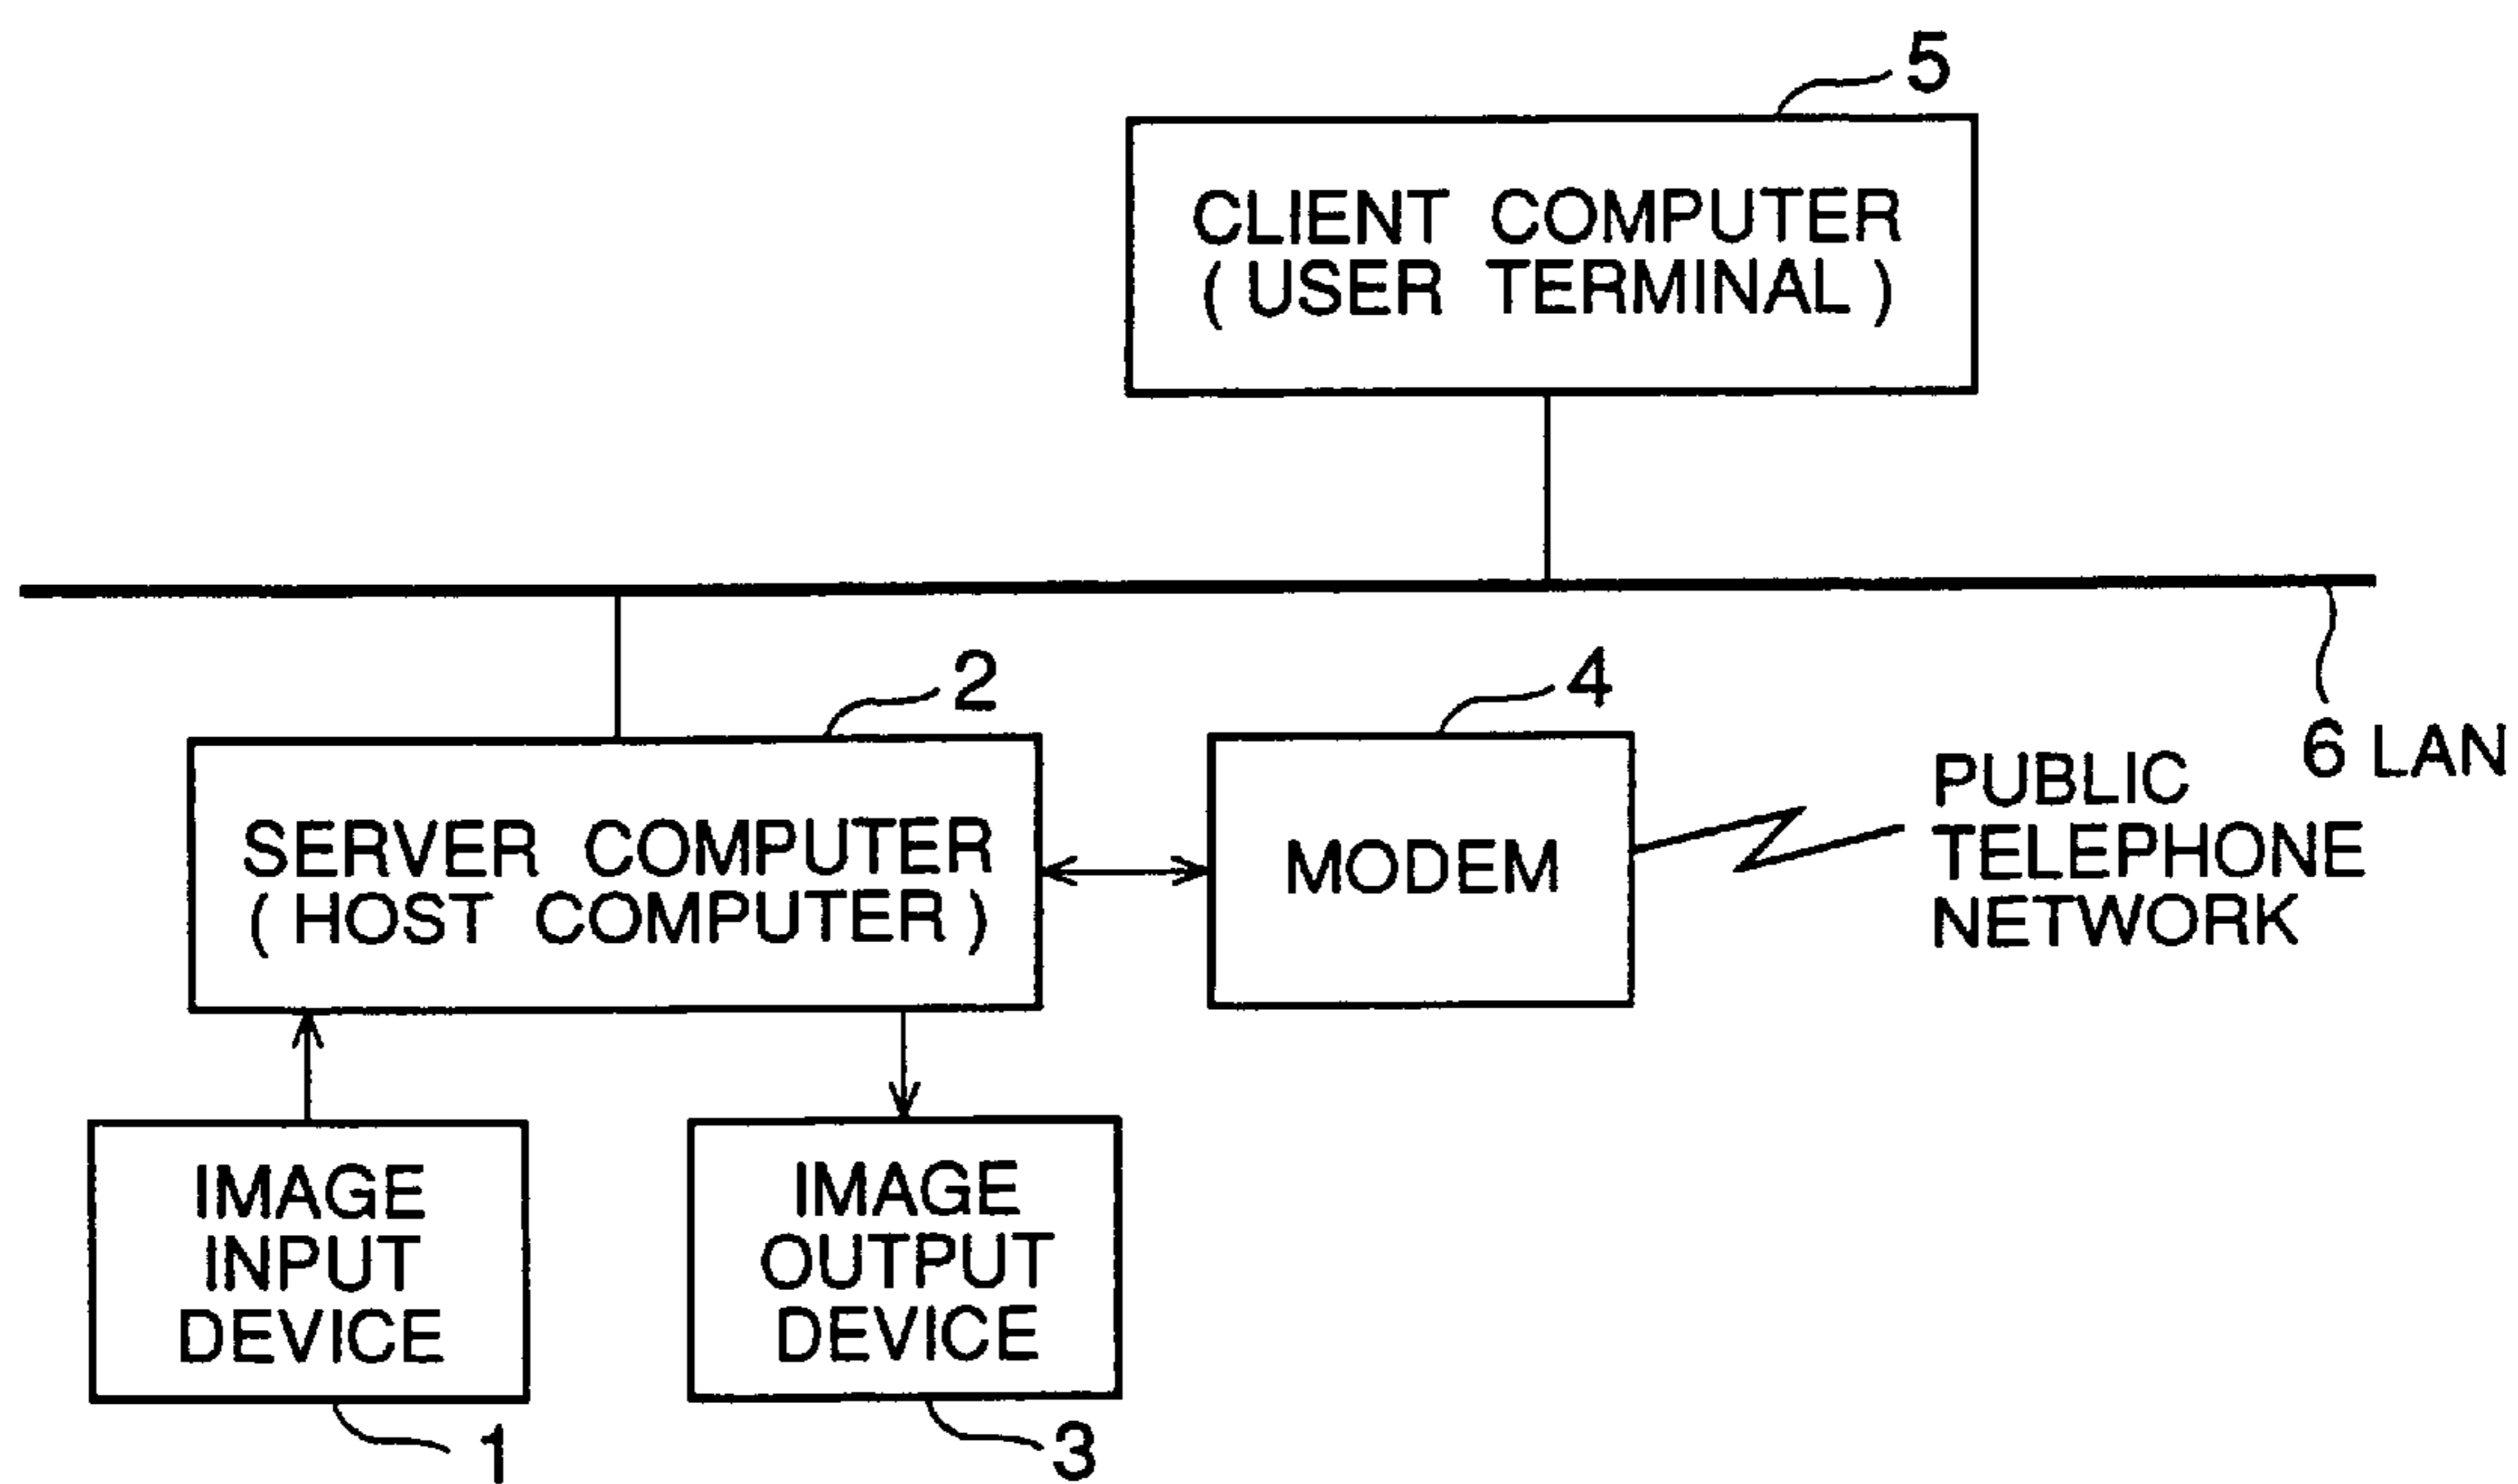 5
CLIENT COMPUTER
( USER TERMINAL )
2
4
6 LAN
SERVER COMPUTER
( HOST COMPUTER )
MODEM
PUBLIC
TELEPHONE
NETWORK
IMAGE
INPUT
DEVICE
IMAGE
OUTPUT
DEVICE
1
3